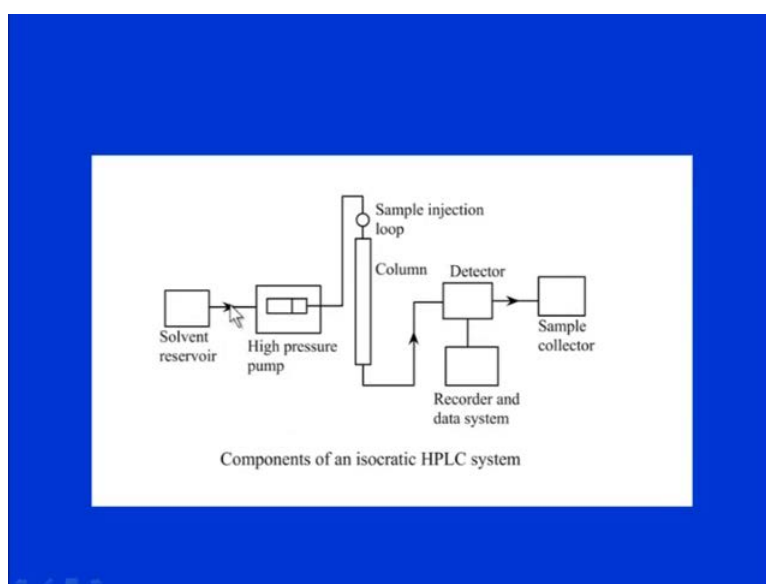 Sample injection
loop
Column
Detector
Solvent
reservoir
High pressure
pump
Sample
collector
Recorder and
data system
Components of an isocratic HPLC system